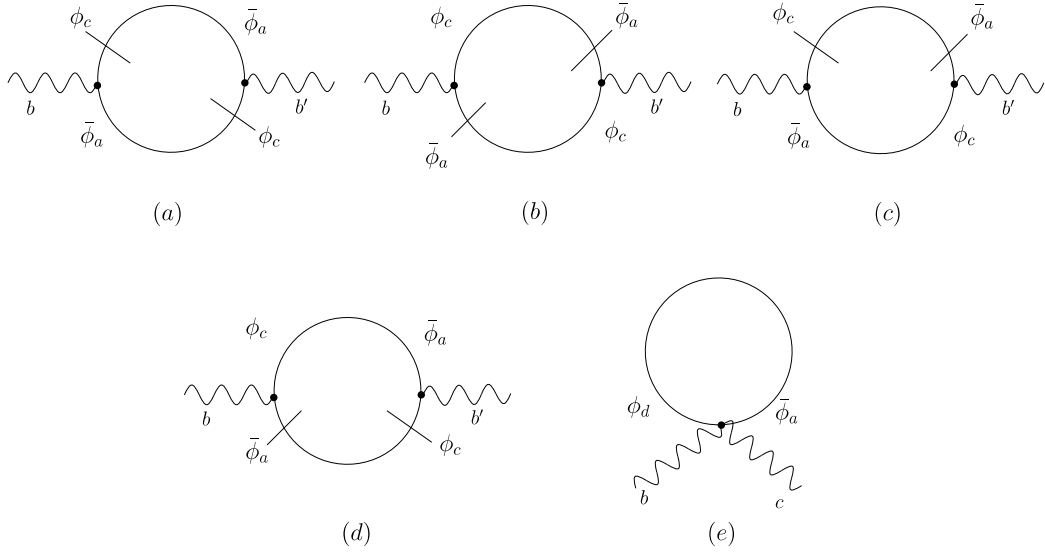 ϕ_c ϕ̄_a
b b′
ϕ̄_a ϕ_c
(a)
ϕ_c ϕ̄_a
b b′
ϕ̄_a ϕ_c
(b)
ϕ_c ϕ̄_a
b b′
ϕ̄_a ϕ_c
(c)
ϕ_c ϕ̄_a
b b′
ϕ̄_a ϕ_c
(d)
ϕ_d ϕ̄_a
b c
(e)